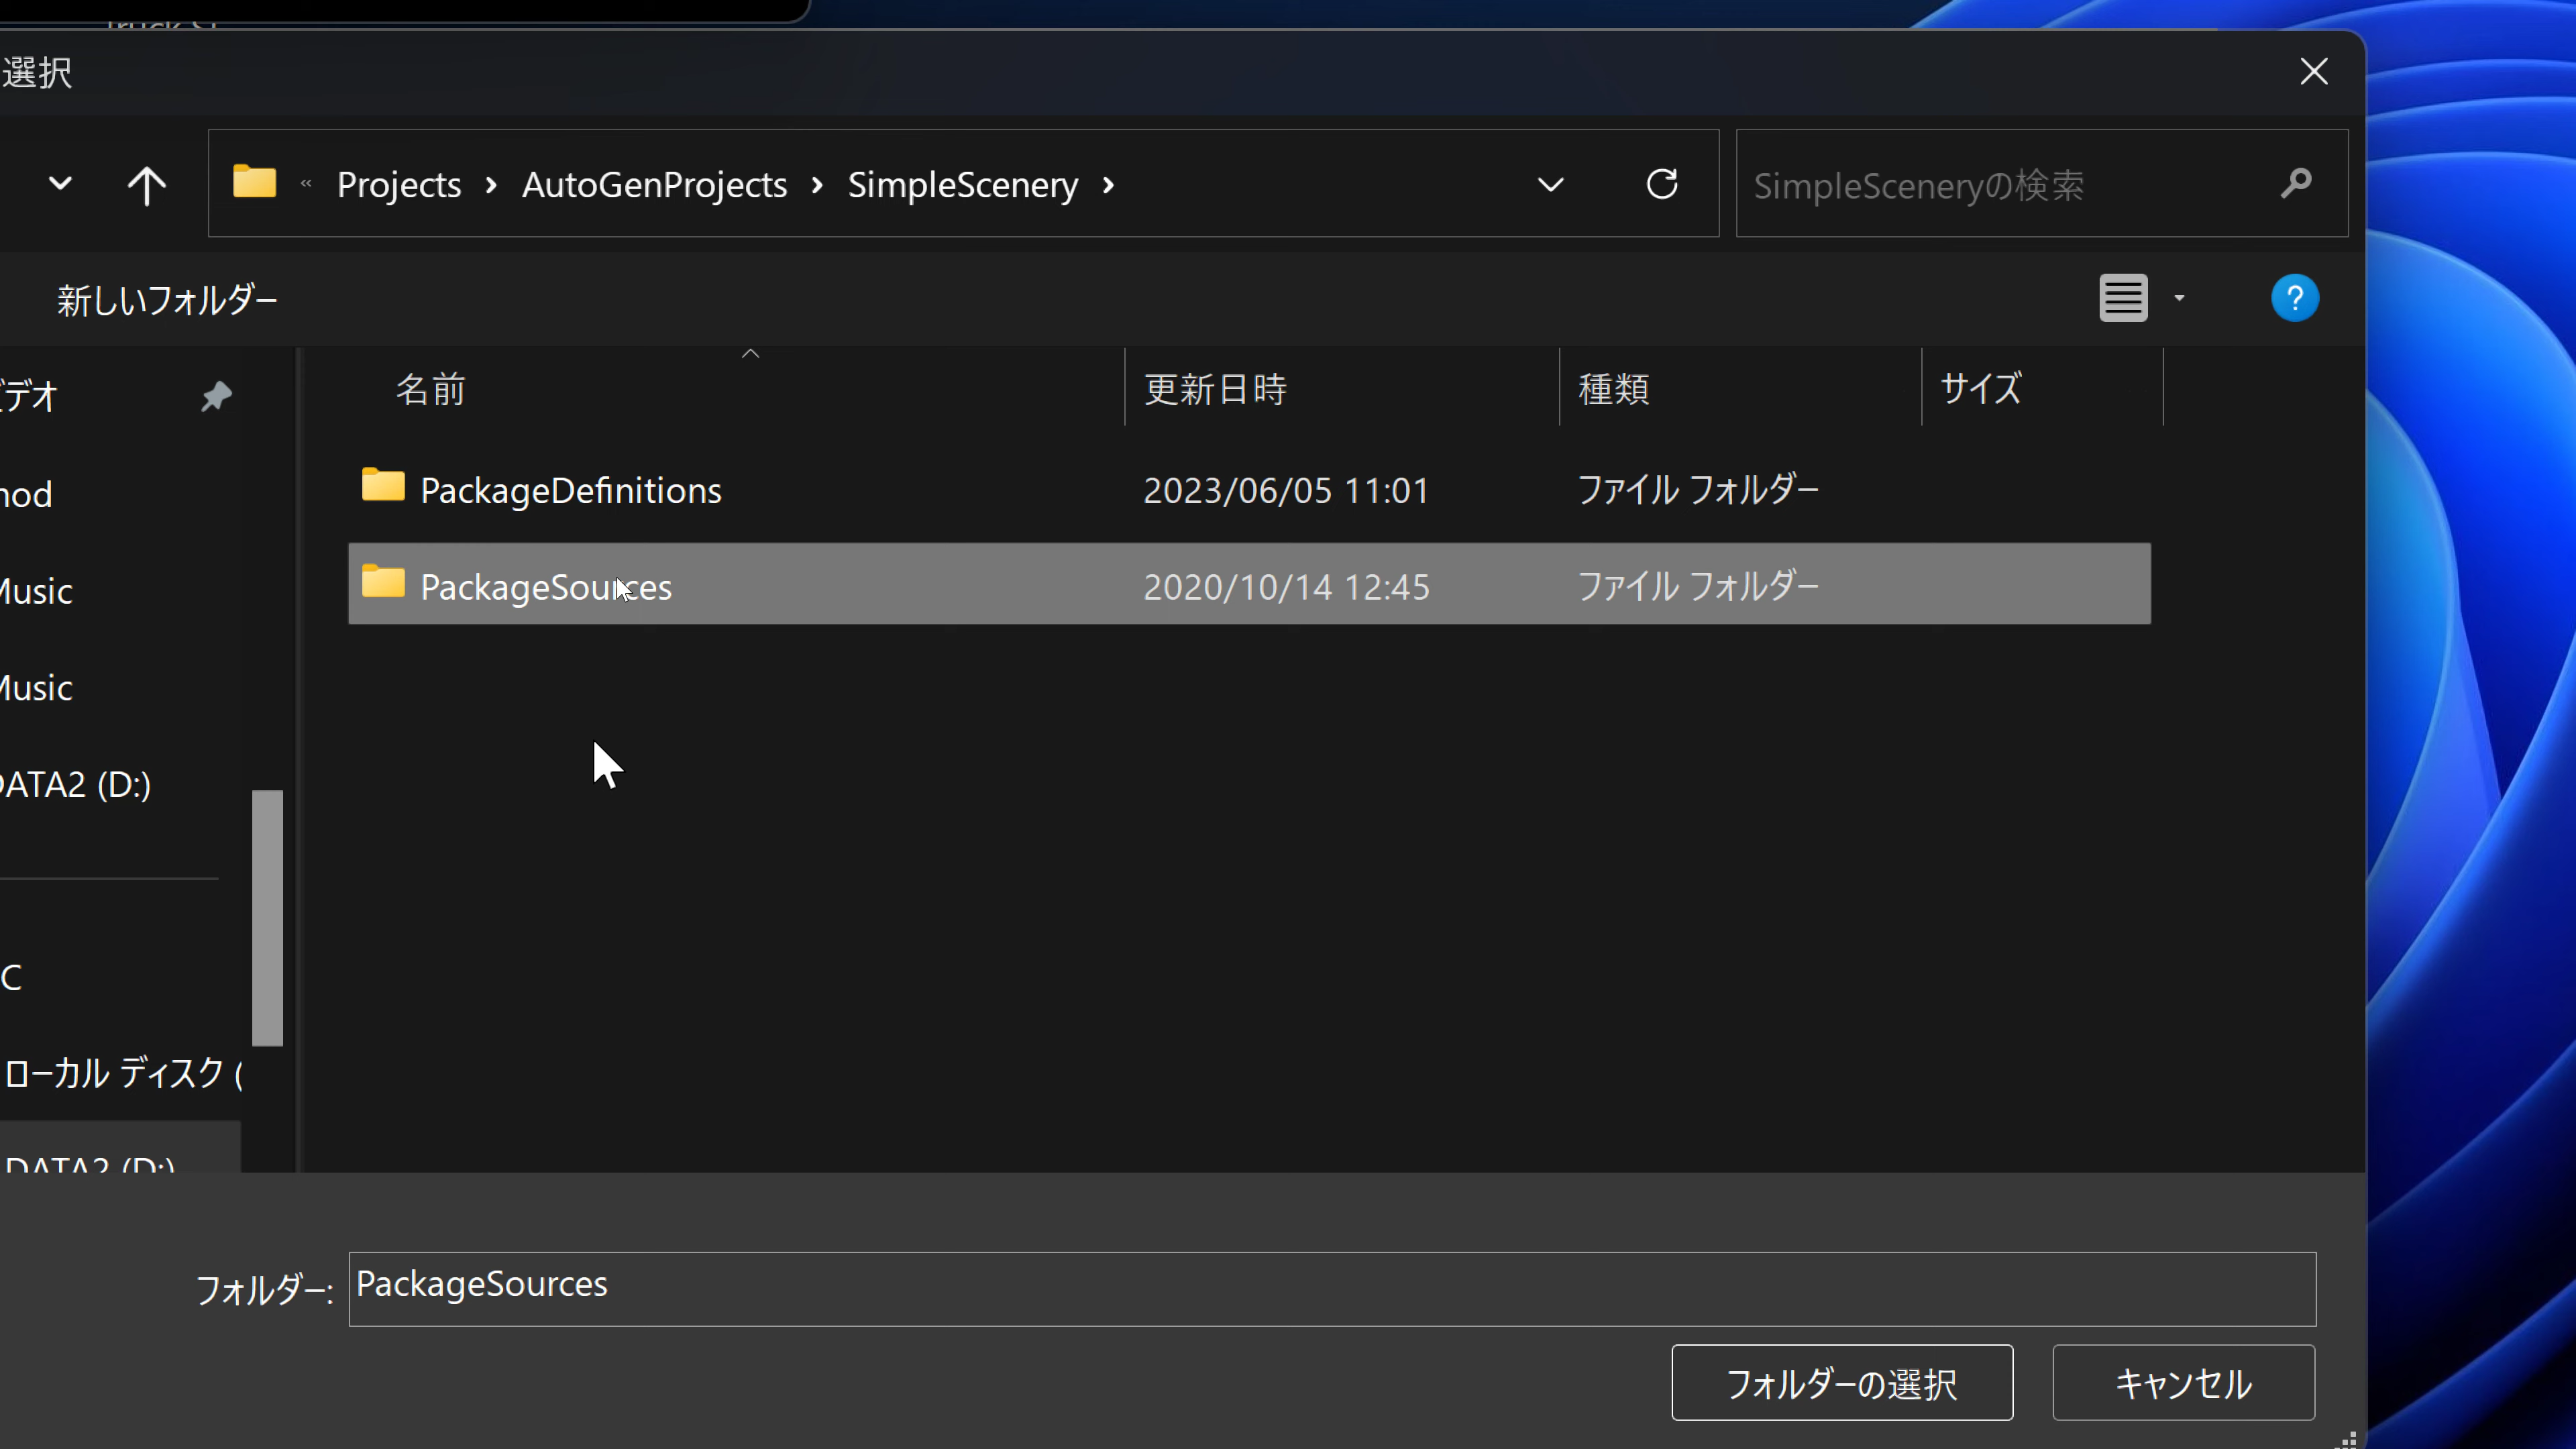 選択
« Projects › AutoGenProjects › SimpleScenery ›
SimpleSceneryの検索
新しいフォルダー
名前
更新日時
種類
サイズ
PackageDefinitions
2023/06/05 11:01
ファイル フォルダー
PackageSources
2020/10/14 12:45
ファイル フォルダー
ビデオ
mod
Music
Music
DATA2 (D:)
C
ローカル ディスク (
DATA2 (D:)
フォルダー:
PackageSources
フォルダーの選択
キャンセル